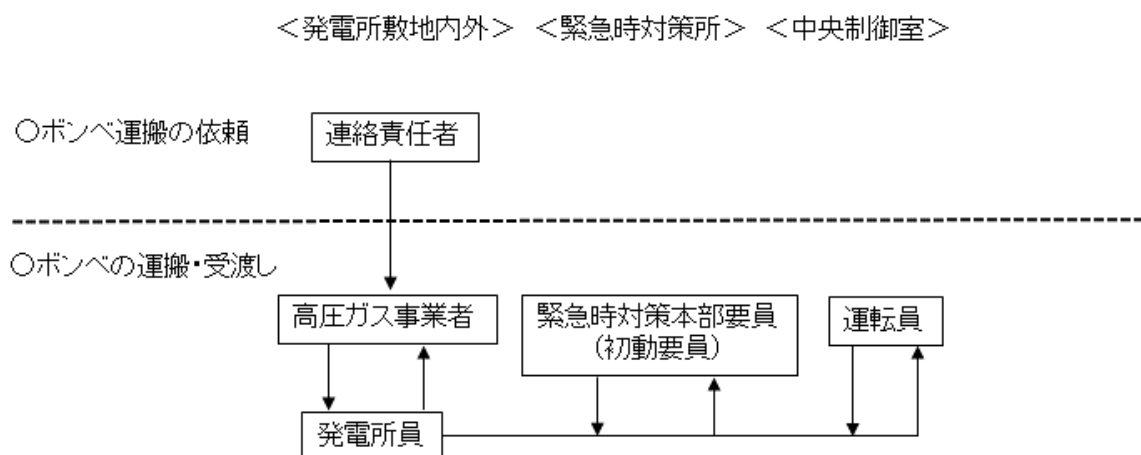 ＜発電所敷地内外＞ ＜緊急時対策所＞ ＜中央制御室＞
○ボンベ運搬の依頼
連絡責任者
○ボンベの運搬・受渡し
高圧ガス事業者
緊急時対策本部要員
（初動要員）
運転員
発電所員